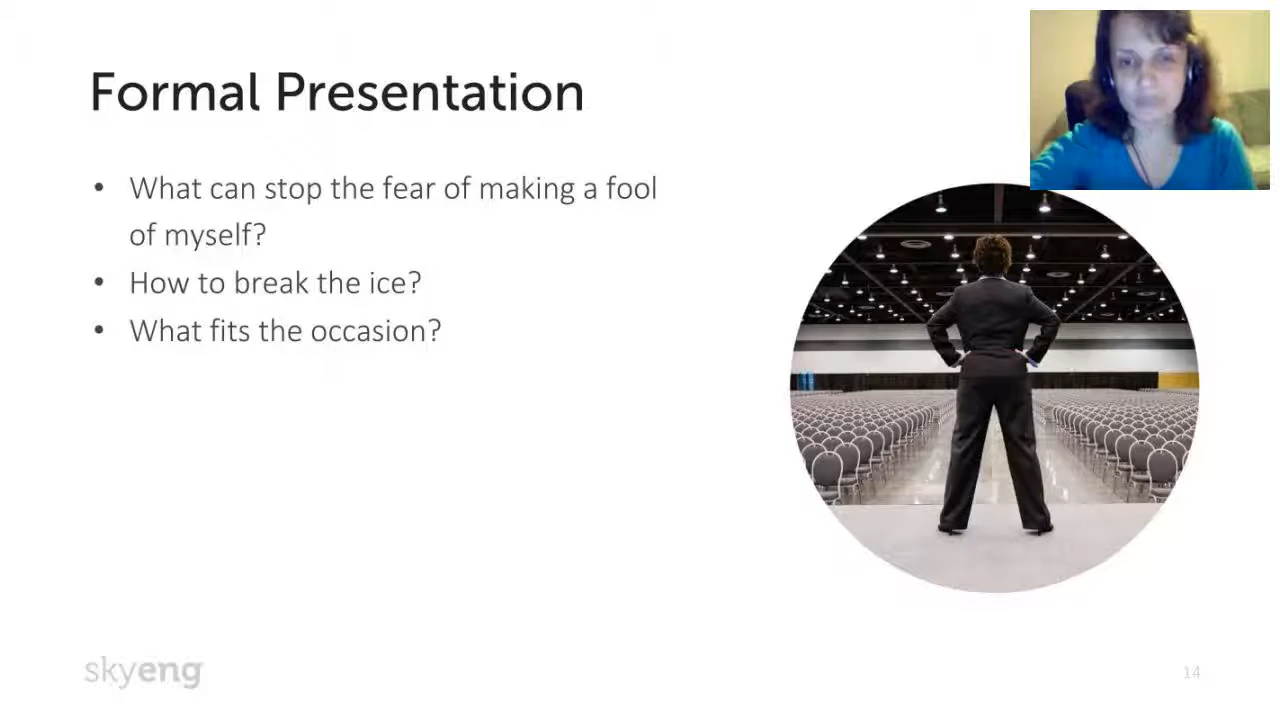 Formal Presentation
• What can stop the fear of making a fool
of myself?
• How to break the ice?
• What fits the occasion?
skyeng
14